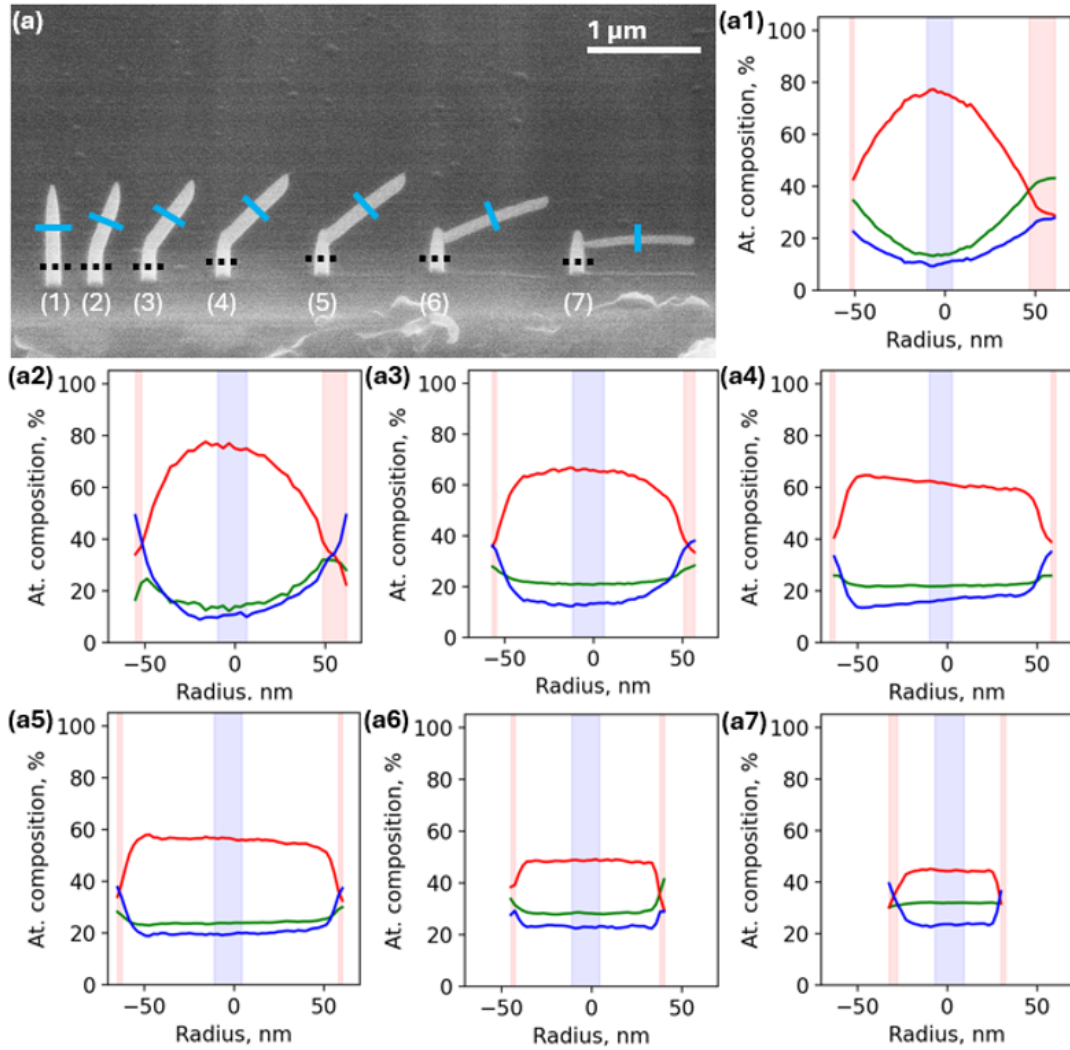 (a)
1 µm
(1) (2) (3) (4) (5) (6) (7)
(a1)
At. composition, %
100
80
60
40
20
0
−50 0 50
Radius, nm
(a2)
At. composition, %
100
80
60
40
20
0
−50 0 50
Radius, nm
(a3)
At. composition, %
100
80
60
40
20
0
−50 0 50
Radius, nm
(a4)
At. composition, %
100
80
60
40
20
0
−50 0 50
Radius, nm
(a5)
At. composition, %
100
80
60
40
20
0
−50 0 50
Radius, nm
(a6)
At. composition, %
100
80
60
40
20
0
−50 0 50
Radius, nm
(a7)
At. composition, %
100
80
60
40
20
0
−50 0 50
Radius, nm